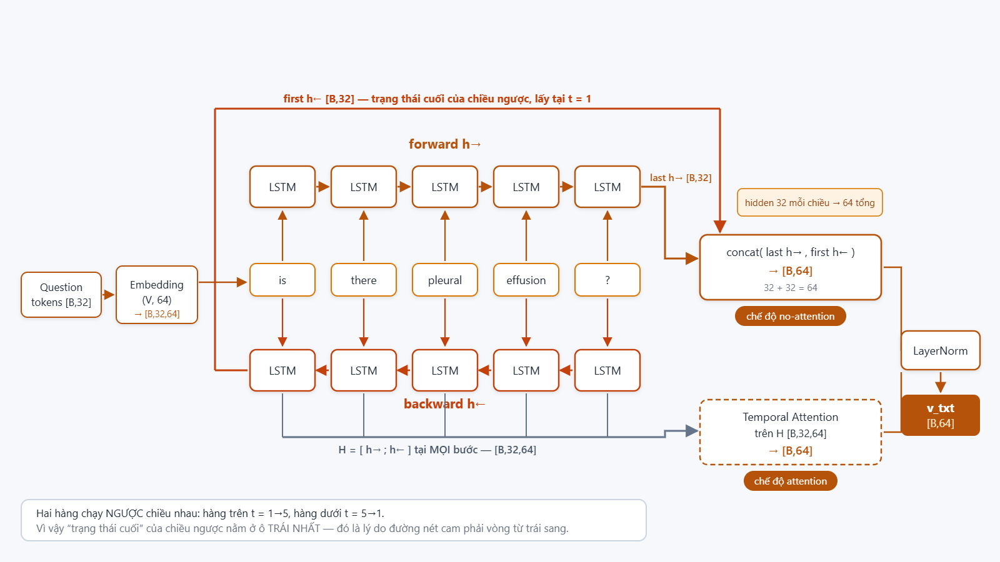 first h← [B,32] — trạng thái cuối của chiều ngược, lấy tại t = 1
forward h→
LSTM
LSTM
LSTM
LSTM
LSTM
last h→ [B,32]
hidden 32 mỗi chiều → 64 tổng
Question
tokens [B,32]
Embedding
(V, 64)
→ [B,32,64]
is
there
pleural
effusion
?
concat( last h→ , first h← )
→ [B,64]
32 + 32 = 64
chế độ no-attention
LSTM
LSTM
LSTM
LSTM
LSTM
backward h←
H = [ h→ ; h← ] tại MỌI bước — [B,32,64]
Temporal Attention
trên H [B,32,64]
→ [B,64]
chế độ attention
LayerNorm
v_txt
[B,64]
Hai hàng chạy NGƯỢC chiều nhau: hàng trên t = 1→5, hàng dưới t = 5→1.
Vì vậy “trạng thái cuối” của chiều ngược nằm ở ô TRÁI NHẤT — đó là lý do đường nét cam phải vòng từ trái sang.